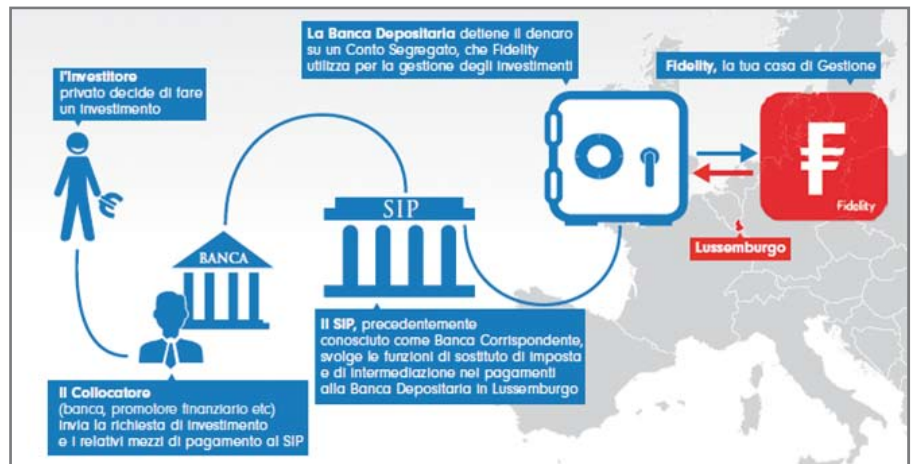 l'Investitore
privato decide di fare
un investimento
BANCA
Il Collocatore
(banca, promotore finanziario etc)
invia la richiesta di investimento
e i relativi mezzi di pagamento al SIP
SIP
Il SIP, precedentemente
conosciuto come Banca Corrispondente,
svolge le funzioni di sostituto di imposta
e di intermediazione nei pagamenti
alla Banca Depositaria in Lussemburgo
La Banca Depositaria detiene il denaro
su un Conto Segregato, che Fidelity
utilizza per la gestione degli investimenti
Fidelity, la tua casa di Gestione
Fidelity
Lussemburgo